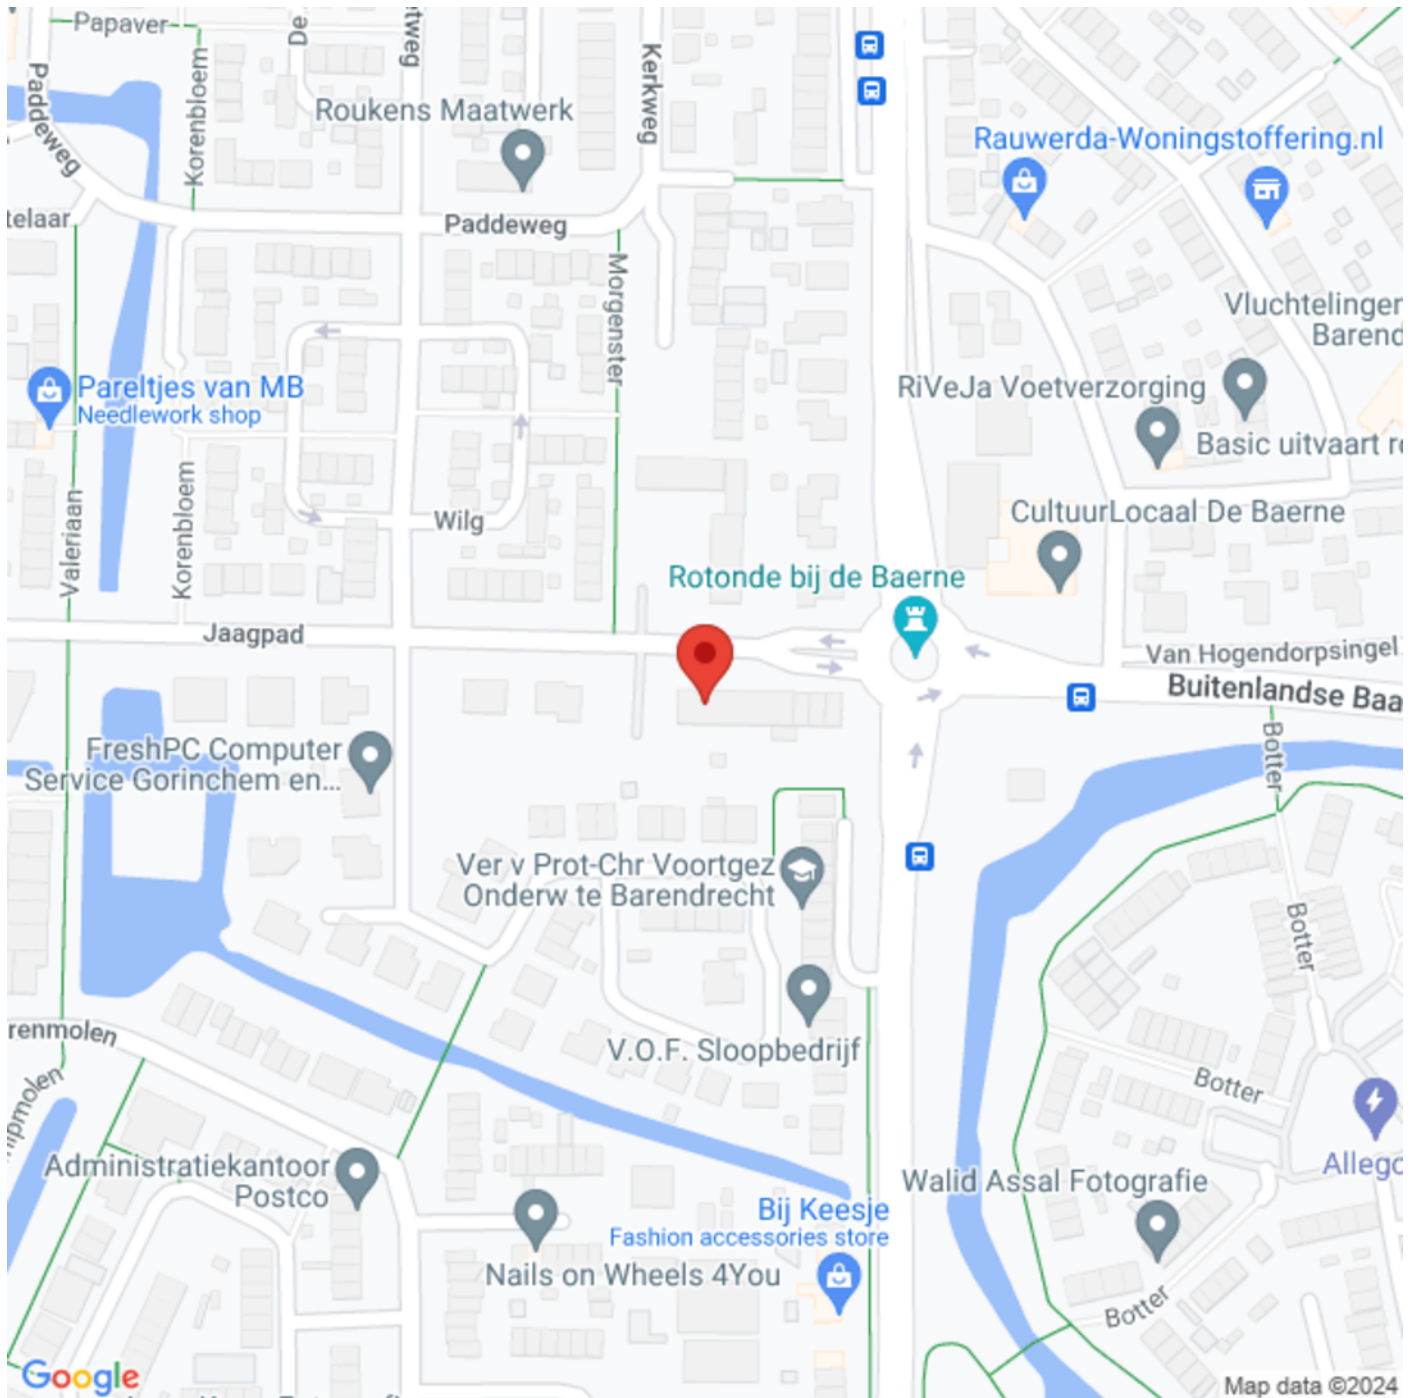 Papaver
Korenbloem
De
Paddeweg
Roukens Maatwerk
Kerkweg
Rauwerda-Woningstoffering.nl
telaar
Paddeweg
Morgenster
Vluchtelingen
Barend
Pareltjes van MB
Needlework shop
RiVeJa Voetverzorging
Basic uitvaart re
Valeriaan
Korenbloem
Wilg
CultuurLocaal De Baerne
Rotonde bij de Baerne
Jaagpad
Van Hogendorpsingel
Buitenlandse Baa
Botter
FreshPC Computer
Service Gorinchem en...
Ver v Prot-Chr Voortgez
Onderw te Barendrecht
Botter
renmolen
V.O.F. Sloopbedrijf
Botter
Administratiekantoor
Postco
Walid Assal Fotografie
Allego
Bij Keesje
Fashion accessories store
Nails on Wheels 4You
Botter
Google
Map data ©2024